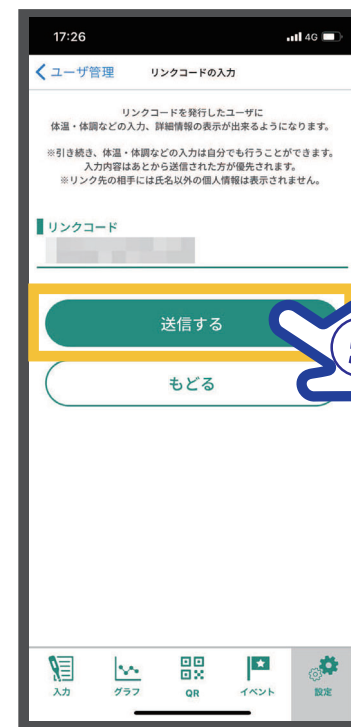 17:26
4G
ユーザ管理
リンクコードの入力
リンクコードを発行したユーザに
体温・体調などの入力、詳細情報の表示が出来るようになります。
※引き続き、体温・体調などの入力は自分でも行うことができます。
入力内容はあとから送信された方が優先されます。
※リンク先の相手には氏名以外の個人情報は表示されません。
リンクコード
送信する
もどる
入力
グラフ
QR
イベント
設定